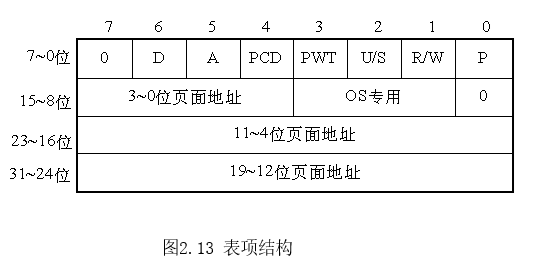 7 6 5 4 3 2 1 0
7~0位 0 D A PCD PWT U/S R/W P
15~8位 3~0位页面地址 OS专用 0
23~16位 11~4位页面地址
31~24位 19~12位页面地址
图2.13 表项结构